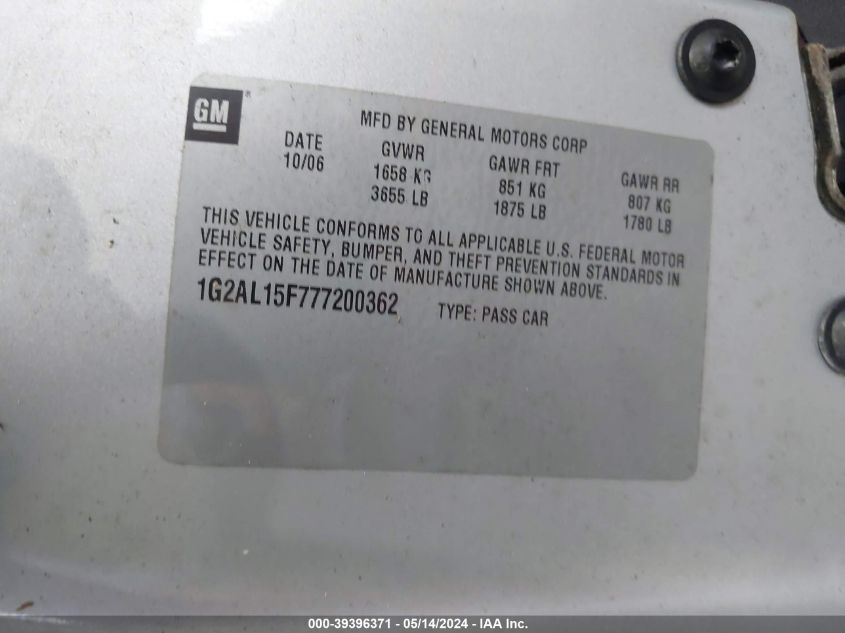 GM ®
MFD BY GENERAL MOTORS CORP
DATE GVWR GAWR FRT GAWR RR
10/06 1658 KG 851 KG 807 KG
3655 LB 1875 LB 1780 LB
THIS VEHICLE CONFORMS TO ALL APPLICABLE U.S. FEDERAL MOTOR
VEHICLE SAFETY, BUMPER, AND THEFT PREVENTION STANDARDS IN
EFFECT ON THE DATE OF MANUFACTURE SHOWN ABOVE.
1G2AL15F777200362 TYPE: PASS CAR
000-39396371 - 05/14/2024 - IAA Inc.